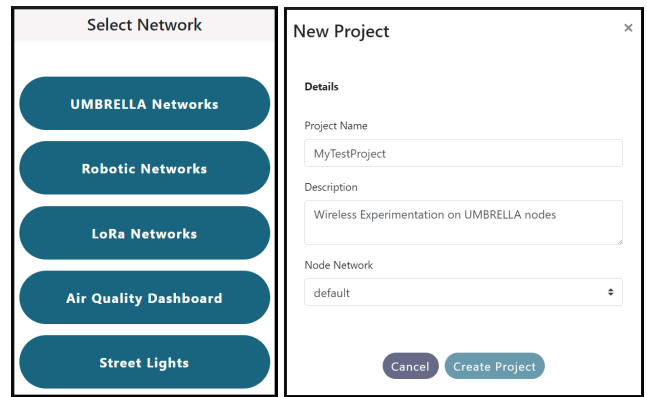 Select Network
UMBRELLA Networks
Robotic Networks
LoRa Networks
Air Quality Dashboard
Street Lights
New Project
×
Details
Project Name
MyTestProject
Description
Wireless Experimentation on UMBRELLA nodes
Node Network
default
Cancel
Create Project